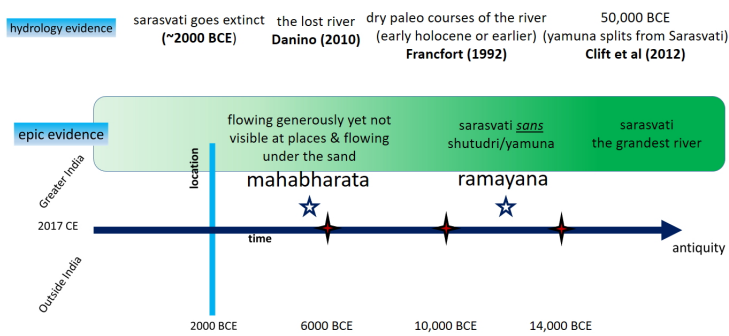 hydrology evidence
sarasvati goes extinct
(~2000 BCE)
the lost river
Danino (2010)
dry paleo courses of the river
(early holocene or earlier)
Francfort (1992)
50,000 BCE
(yamuna splits from Sarasvati)
Clift et al (2012)
epic evidence
flowing generously yet not
visible at places & flowing
under the sand
sarasvati sans
shutudri/yamuna
sarasvati
the grandest river
Greater India
location
mahabharata
ramayana
2017 CE
time
antiquity
Outside India
2000 BCE
6000 BCE
10,000 BCE
14,000 BCE